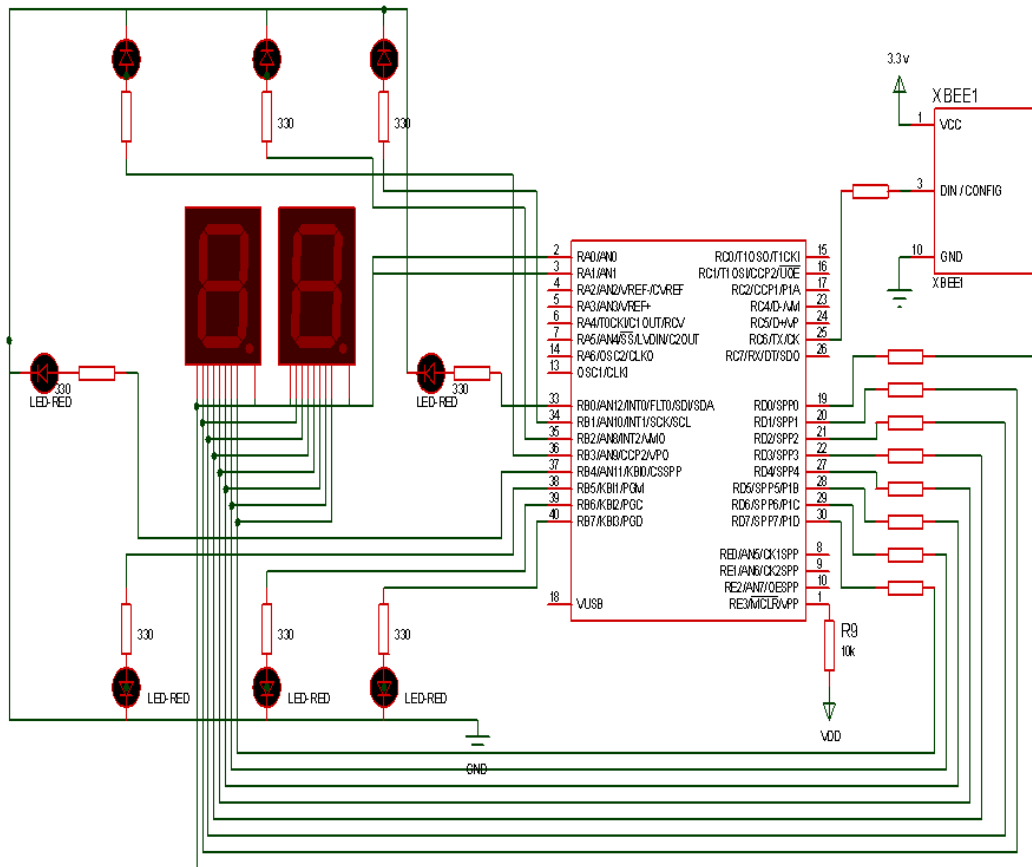 3.3 v
XBEE1
1
VCC
330
330
3
DIN / CONFIG
10
GND
XBEE1
2
RA0/AN0
3
RA1/AN1
4
RA2/AN2/VREF-/CVREF
5
RA3/AN3/VREF+
6
RA4/T0CKI/C1OUT/RCV
7
RA5/AN4/SS/LVDIN/C2OUT
14
RA6/OSC2/CLKO
13
OSC1/CLKI
RC0/T1OSO/T1CKI
15
RC1/T1OSI/CCP2/UOE
16
RC2/CCP1/P1A
17
RC4/D-/VM
23
RC5/D+/VP
24
RC6/TX/CK
25
RC7/RX/DT/SDO
26
330
LED-RED
330
LED-RED
33
RB0/AN12/INT0/FLT0/SDI/SDA
34
RB1/AN10/INT1/SCK/SCL
35
RB2/AN8/INT2/VMO
36
RB3/AN9/CCP2/VPO
37
RB4/AN11/KBI0/CSSPP
38
RB5/KBI1/PGM
39
RB6/KBI2/PGC
40
RB7/KBI3/PGD
RD0/SPP0
19
RD1/SPP1
20
RD2/SPP2
21
RD3/SPP3
22
RD4/SPP4
27
RD5/SPP5/P1B
28
RD6/SPP6/P1C
29
RD7/SPP7/P1D
30
RE0/AN5/CK1SPP
8
RE1/AN6/CK2SPP
9
RE2/AN7/OESPP
10
RE3/MCLR/VPP
1
18
VUSB
330
330
330
R9
10k
LED-RED
LED-RED
LED-RED
VDD
GND